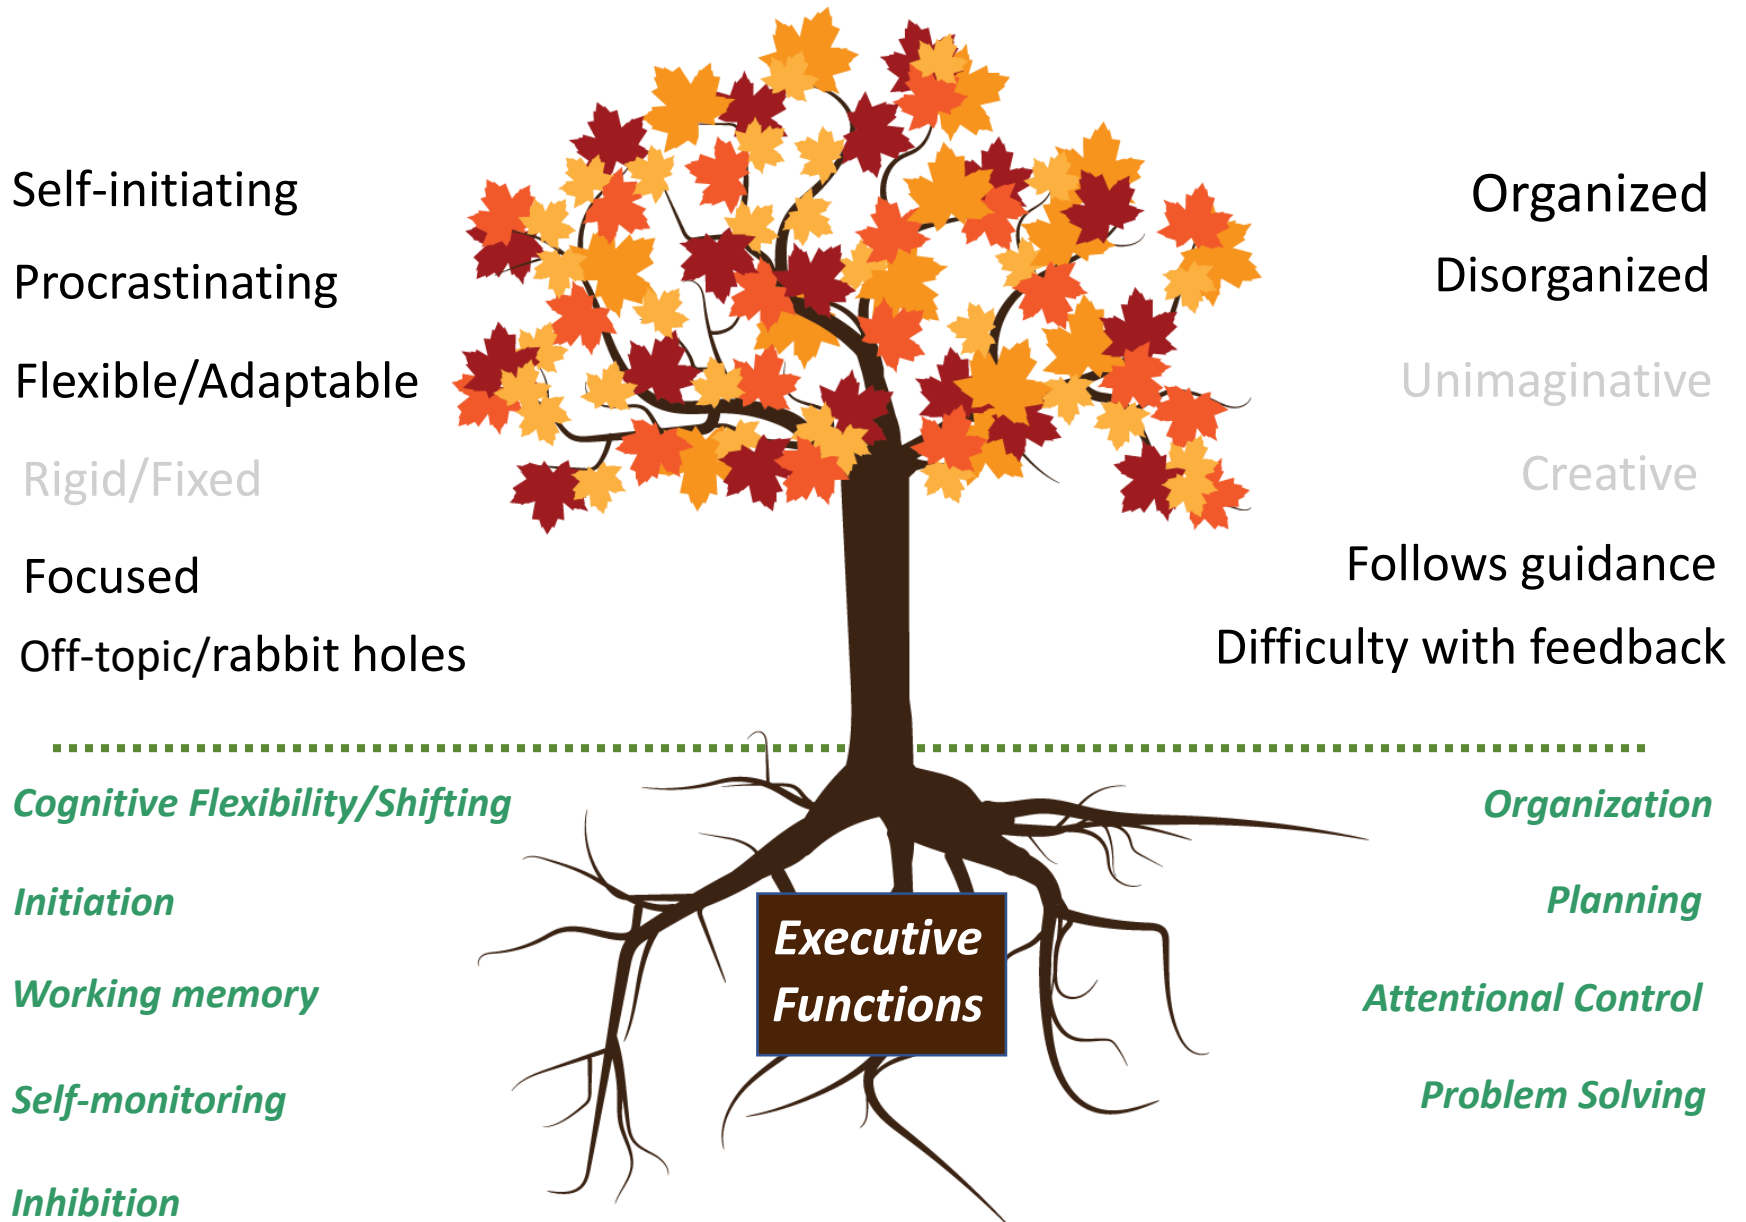 Self-initiating
Procrastinating
Flexible/Adaptable
Rigid/Fixed
Focused
Off-topic/rabbit holes
Organized
Disorganized
Unimaginative
Creative
Follows guidance
Difficulty with feedback
Cognitive Flexibility/Shifting
Initiation
Working memory
Self-monitoring
Inhibition
Executive
Functions
Organization
Planning
Attentional Control
Problem Solving